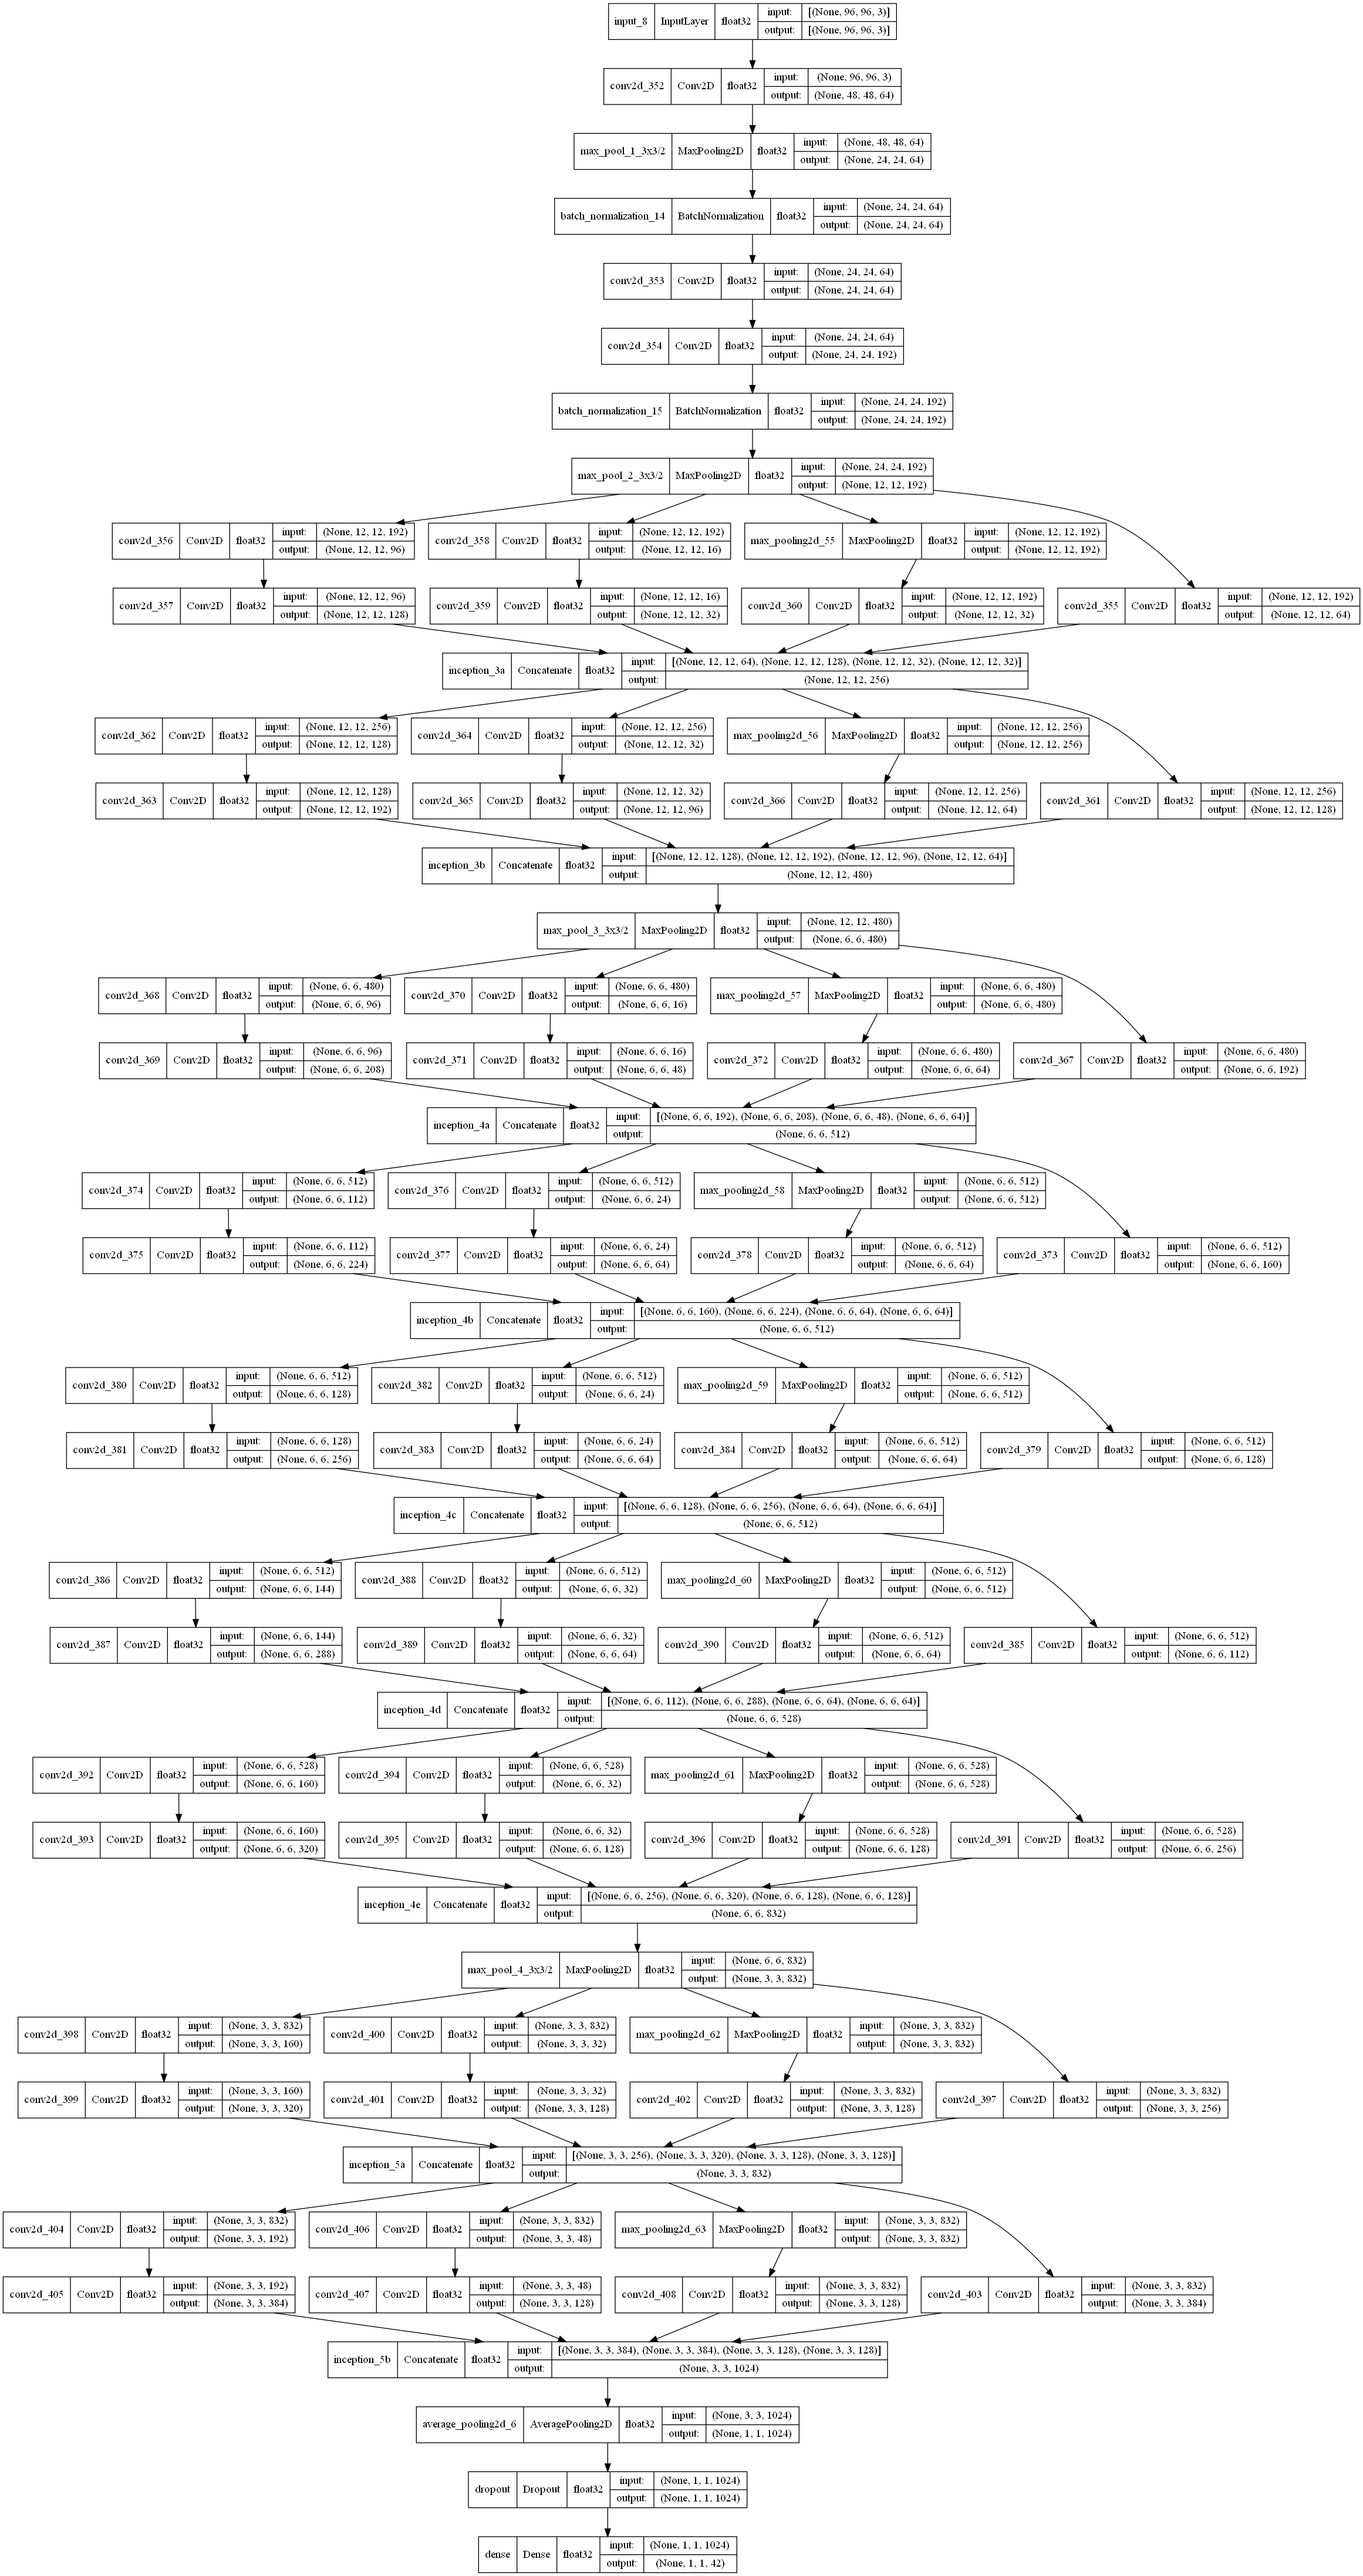 input_8 InputLayer float32 input: [(None, 96, 96, 3)]
output: [(None, 96, 96, 3)]
conv2d_352 Conv2D float32 input: (None, 96, 96, 3)
output: (None, 48, 48, 64)
max_pool_1_3x3/2 MaxPooling2D float32 input: (None, 48, 48, 64)
output: (None, 24, 24, 64)
batch_normalization_14 BatchNormalization float32 input: (None, 24, 24, 64)
output: (None, 24, 24, 64)
conv2d_353 Conv2D float32 input: (None, 24, 24, 64)
output: (None, 24, 24, 64)
conv2d_354 Conv2D float32 input: (None, 24, 24, 64)
output: (None, 24, 24, 192)
batch_normalization_15 BatchNormalization float32 input: (None, 24, 24, 192)
output: (None, 24, 24, 192)
max_pool_2_3x3/2 MaxPooling2D float32 input: (None, 24, 24, 192)
output: (None, 12, 12, 192)
conv2d_356 Conv2D float32 input: (None, 12, 12, 192)
output: (None, 12, 12, 96)
conv2d_358 Conv2D float32 input: (None, 12, 12, 192)
output: (None, 12, 12, 16)
max_pooling2d_55 MaxPooling2D float32 input: (None, 12, 12, 192)
output: (None, 12, 12, 192)
conv2d_357 Conv2D float32 input: (None, 12, 12, 96)
output: (None, 12, 12, 128)
conv2d_359 Conv2D float32 input: (None, 12, 12, 16)
output: (None, 12, 12, 32)
conv2d_360 Conv2D float32 input: (None, 12, 12, 192)
output: (None, 12, 12, 32)
conv2d_355 Conv2D float32 input: (None, 12, 12, 192)
output: (None, 12, 12, 64)
inception_3a Concatenate float32 input: [(None, 12, 12, 64), (None, 12, 12, 128), (None, 12, 12, 32), (None, 12, 12, 32)]
output: (None, 12, 12, 256)
conv2d_362 Conv2D float32 input: (None, 12, 12, 256)
output: (None, 12, 12, 128)
conv2d_364 Conv2D float32 input: (None, 12, 12, 256)
output: (None, 12, 12, 32)
max_pooling2d_56 MaxPooling2D float32 input: (None, 12, 12, 256)
output: (None, 12, 12, 256)
conv2d_363 Conv2D float32 input: (None, 12, 12, 128)
output: (None, 12, 12, 192)
conv2d_365 Conv2D float32 input: (None, 12, 12, 32)
output: (None, 12, 12, 96)
conv2d_366 Conv2D float32 input: (None, 12, 12, 256)
output: (None, 12, 12, 64)
conv2d_361 Conv2D float32 input: (None, 12, 12, 256)
output: (None, 12, 12, 128)
inception_3b Concatenate float32 input: [(None, 12, 12, 128), (None, 12, 12, 192), (None, 12, 12, 96), (None, 12, 12, 64)]
output: (None, 12, 12, 480)
max_pool_3_3x3/2 MaxPooling2D float32 input: (None, 12, 12, 480)
output: (None, 6, 6, 480)
conv2d_368 Conv2D float32 input: (None, 6, 6, 480)
output: (None, 6, 6, 96)
conv2d_370 Conv2D float32 input: (None, 6, 6, 480)
output: (None, 6, 6, 16)
max_pooling2d_57 MaxPooling2D float32 input: (None, 6, 6, 480)
output: (None, 6, 6, 480)
conv2d_369 Conv2D float32 input: (None, 6, 6, 96)
output: (None, 6, 6, 208)
conv2d_371 Conv2D float32 input: (None, 6, 6, 16)
output: (None, 6, 6, 48)
conv2d_372 Conv2D float32 input: (None, 6, 6, 480)
output: (None, 6, 6, 64)
conv2d_367 Conv2D float32 input: (None, 6, 6, 480)
output: (None, 6, 6, 192)
inception_4a Concatenate float32 input: [(None, 6, 6, 192), (None, 6, 6, 208), (None, 6, 6, 48), (None, 6, 6, 64)]
output: (None, 6, 6, 512)
conv2d_374 Conv2D float32 input: (None, 6, 6, 512)
output: (None, 6, 6, 112)
conv2d_376 Conv2D float32 input: (None, 6, 6, 512)
output: (None, 6, 6, 24)
max_pooling2d_58 MaxPooling2D float32 input: (None, 6, 6, 512)
output: (None, 6, 6, 512)
conv2d_375 Conv2D float32 input: (None, 6, 6, 112)
output: (None, 6, 6, 224)
conv2d_377 Conv2D float32 input: (None, 6, 6, 24)
output: (None, 6, 6, 64)
conv2d_378 Conv2D float32 input: (None, 6, 6, 512)
output: (None, 6, 6, 64)
conv2d_373 Conv2D float32 input: (None, 6, 6, 512)
output: (None, 6, 6, 160)
inception_4b Concatenate float32 input: [(None, 6, 6, 160), (None, 6, 6, 224), (None, 6, 6, 64), (None, 6, 6, 64)]
output: (None, 6, 6, 512)
conv2d_380 Conv2D float32 input: (None, 6, 6, 512)
output: (None, 6, 6, 128)
conv2d_382 Conv2D float32 input: (None, 6, 6, 512)
output: (None, 6, 6, 24)
max_pooling2d_59 MaxPooling2D float32 input: (None, 6, 6, 512)
output: (None, 6, 6, 512)
conv2d_381 Conv2D float32 input: (None, 6, 6, 128)
output: (None, 6, 6, 256)
conv2d_383 Conv2D float32 input: (None, 6, 6, 24)
output: (None, 6, 6, 64)
conv2d_384 Conv2D float32 input: (None, 6, 6, 512)
output: (None, 6, 6, 64)
conv2d_379 Conv2D float32 input: (None, 6, 6, 512)
output: (None, 6, 6, 128)
inception_4c Concatenate float32 input: [(None, 6, 6, 128), (None, 6, 6, 256), (None, 6, 6, 64), (None, 6, 6, 64)]
output: (None, 6, 6, 512)
conv2d_386 Conv2D float32 input: (None, 6, 6, 512)
output: (None, 6, 6, 144)
conv2d_388 Conv2D float32 input: (None, 6, 6, 512)
output: (None, 6, 6, 32)
max_pooling2d_60 MaxPooling2D float32 input: (None, 6, 6, 512)
output: (None, 6, 6, 512)
conv2d_387 Conv2D float32 input: (None, 6, 6, 144)
output: (None, 6, 6, 288)
conv2d_389 Conv2D float32 input: (None, 6, 6, 32)
output: (None, 6, 6, 64)
conv2d_390 Conv2D float32 input: (None, 6, 6, 512)
output: (None, 6, 6, 64)
conv2d_385 Conv2D float32 input: (None, 6, 6, 512)
output: (None, 6, 6, 112)
inception_4d Concatenate float32 input: [(None, 6, 6, 112), (None, 6, 6, 288), (None, 6, 6, 64), (None, 6, 6, 64)]
output: (None, 6, 6, 528)
conv2d_392 Conv2D float32 input: (None, 6, 6, 528)
output: (None, 6, 6, 160)
conv2d_394 Conv2D float32 input: (None, 6, 6, 528)
output: (None, 6, 6, 32)
max_pooling2d_61 MaxPooling2D float32 input: (None, 6, 6, 528)
output: (None, 6, 6, 528)
conv2d_393 Conv2D float32 input: (None, 6, 6, 160)
output: (None, 6, 6, 320)
conv2d_395 Conv2D float32 input: (None, 6, 6, 32)
output: (None, 6, 6, 128)
conv2d_396 Conv2D float32 input: (None, 6, 6, 528)
output: (None, 6, 6, 128)
conv2d_391 Conv2D float32 input: (None, 6, 6, 528)
output: (None, 6, 6, 256)
inception_4e Concatenate float32 input: [(None, 6, 6, 256), (None, 6, 6, 320), (None, 6, 6, 128), (None, 6, 6, 128)]
output: (None, 6, 6, 832)
max_pool_4_3x3/2 MaxPooling2D float32 input: (None, 6, 6, 832)
output: (None, 3, 3, 832)
conv2d_398 Conv2D float32 input: (None, 3, 3, 832)
output: (None, 3, 3, 160)
conv2d_400 Conv2D float32 input: (None, 3, 3, 832)
output: (None, 3, 3, 32)
max_pooling2d_62 MaxPooling2D float32 input: (None, 3, 3, 832)
output: (None, 3, 3, 832)
conv2d_399 Conv2D float32 input: (None, 3, 3, 160)
output: (None, 3, 3, 320)
conv2d_401 Conv2D float32 input: (None, 3, 3, 32)
output: (None, 3, 3, 128)
conv2d_402 Conv2D float32 input: (None, 3, 3, 832)
output: (None, 3, 3, 128)
conv2d_397 Conv2D float32 input: (None, 3, 3, 832)
output: (None, 3, 3, 256)
inception_5a Concatenate float32 input: [(None, 3, 3, 256), (None, 3, 3, 320), (None, 3, 3, 128), (None, 3, 3, 128)]
output: (None, 3, 3, 832)
conv2d_404 Conv2D float32 input: (None, 3, 3, 832)
output: (None, 3, 3, 192)
conv2d_406 Conv2D float32 input: (None, 3, 3, 832)
output: (None, 3, 3, 48)
max_pooling2d_63 MaxPooling2D float32 input: (None, 3, 3, 832)
output: (None, 3, 3, 832)
conv2d_405 Conv2D float32 input: (None, 3, 3, 192)
output: (None, 3, 3, 384)
conv2d_407 Conv2D float32 input: (None, 3, 3, 48)
output: (None, 3, 3, 128)
conv2d_408 Conv2D float32 input: (None, 3, 3, 832)
output: (None, 3, 3, 128)
conv2d_403 Conv2D float32 input: (None, 3, 3, 832)
output: (None, 3, 3, 384)
inception_5b Concatenate float32 input: [(None, 3, 3, 384), (None, 3, 3, 384), (None, 3, 3, 128), (None, 3, 3, 128)]
output: (None, 3, 3, 1024)
average_pooling2d_6 AveragePooling2D float32 input: (None, 3, 3, 1024)
output: (None, 1, 1, 1024)
dropout Dropout float32 input: (None, 1, 1, 1024)
output: (None, 1, 1, 1024)
dense Dense float32 input: (None, 1, 1, 1024)
output: (None, 1, 1, 42)